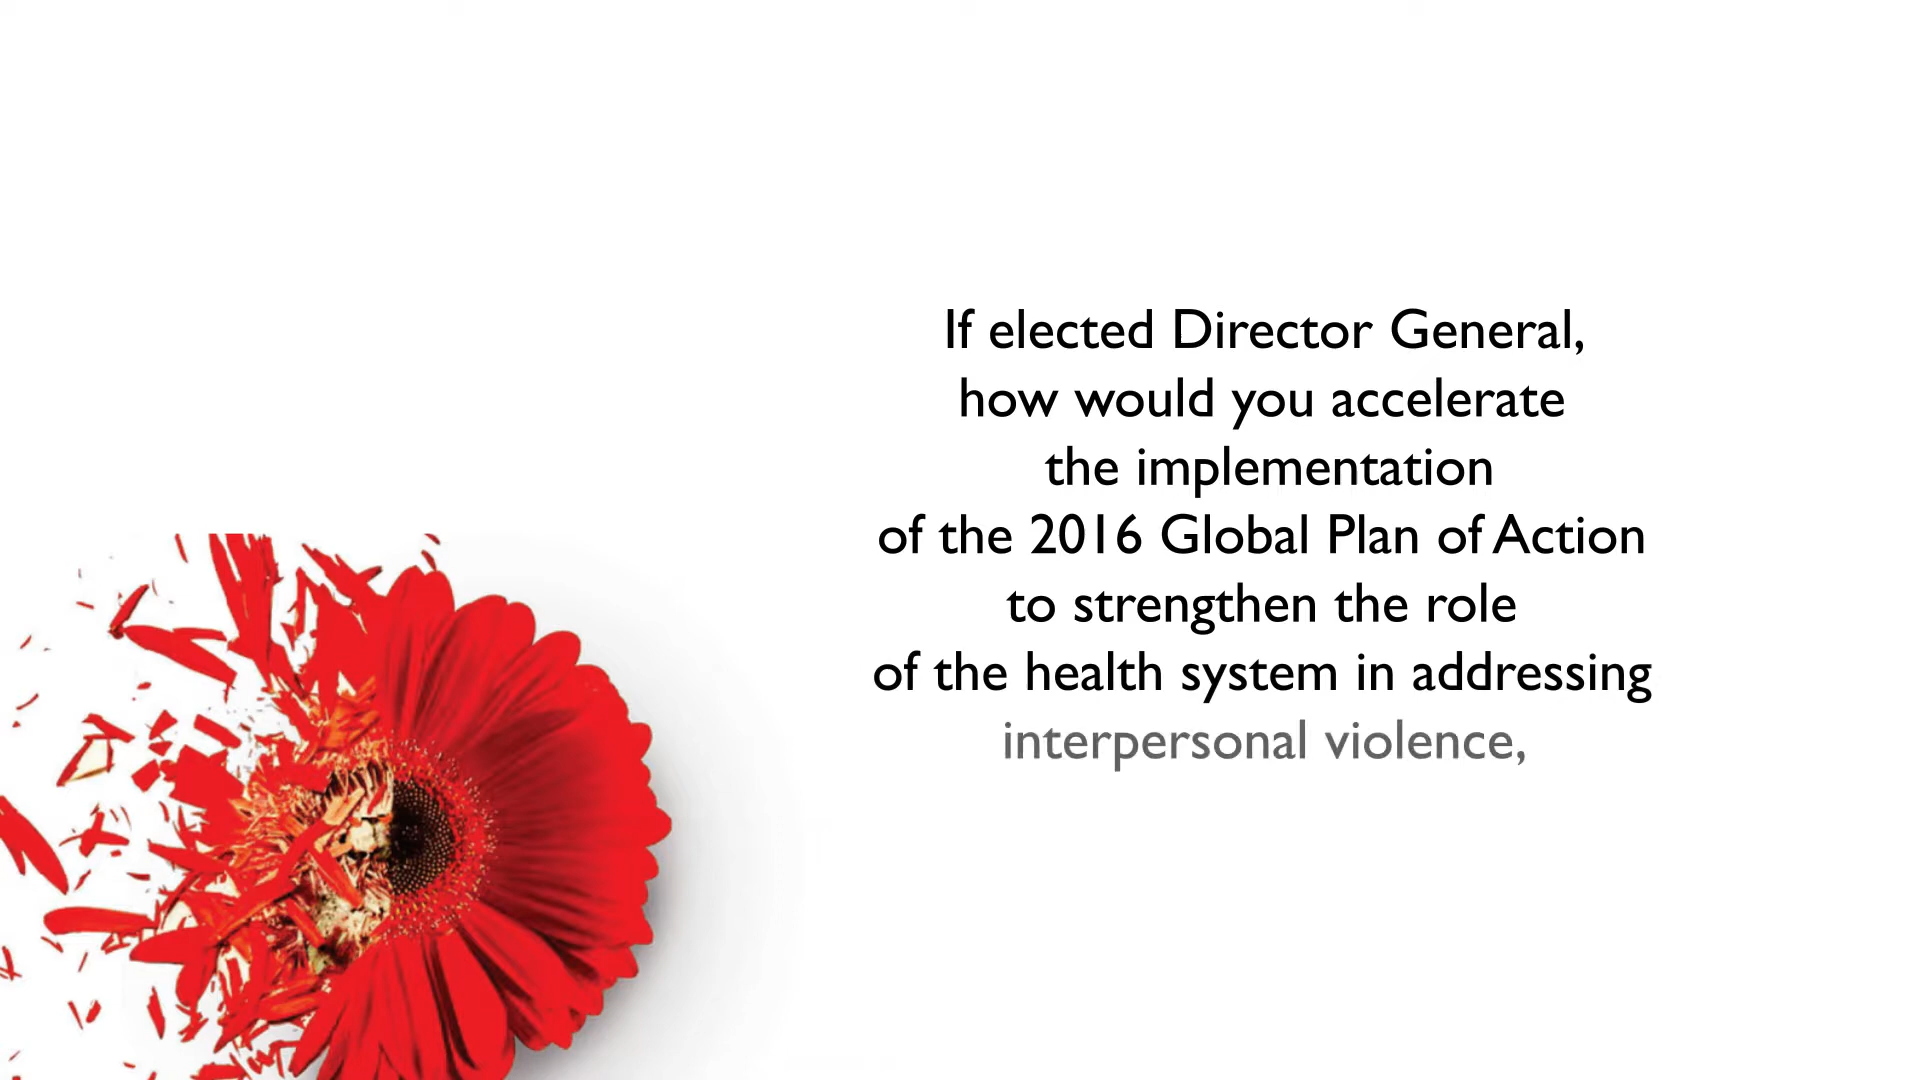 If elected Director General,
how would you accelerate
the implementation
of the 2016 Global Plan of Action
to strengthen the role
of the health system in addressing
interpersonal violence,